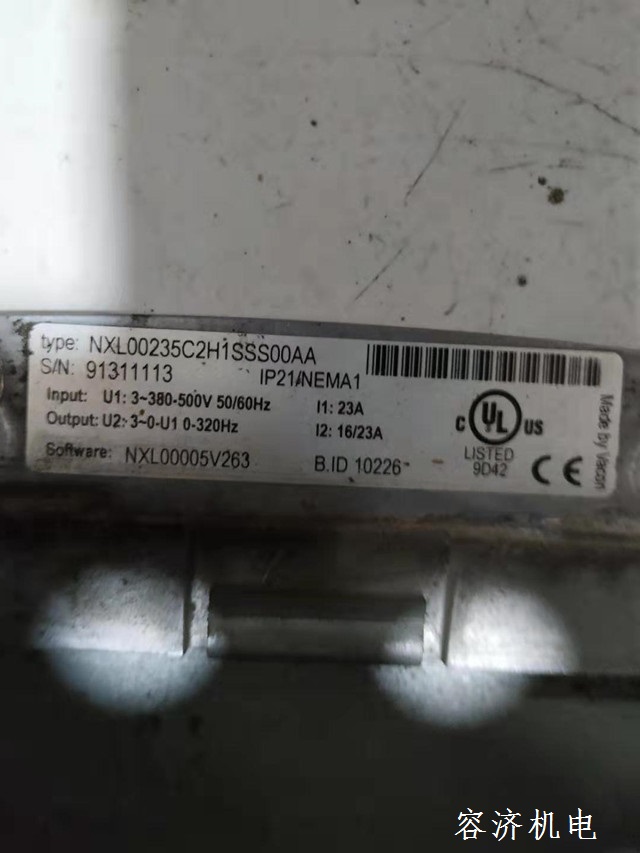 type: NXL00235C2H1SSS00AA
S/N: 91311113 IP21/NEMA1
Input: U1: 3~380-500V 50/60Hz I1: 23A
Output: U2: 3~0-U1 0-320Hz I2: 16/23A
Software: NXL00005V263 B.ID 10226
C UL US
LISTED
9D42
CE
Made by Vacon
容济机电